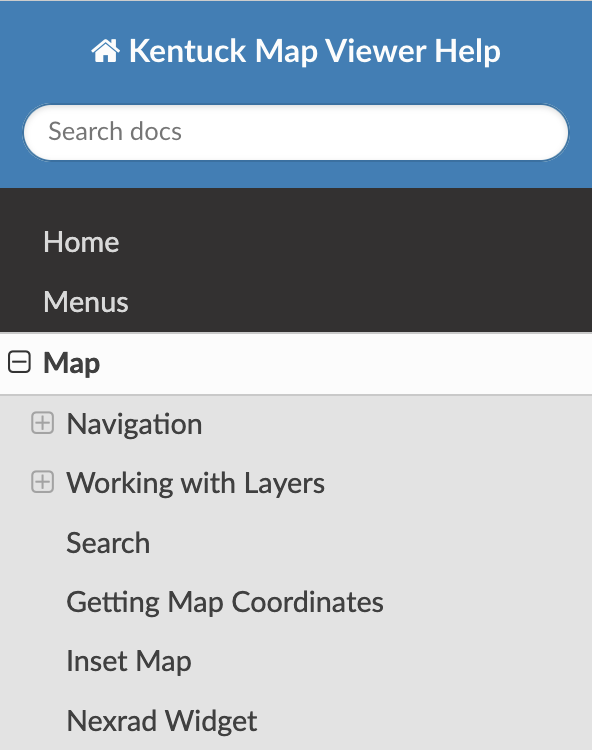 Kentuck Map Viewer Help
Search docs
Home
Menus
Map
Navigation
Working with Layers
Search
Getting Map Coordinates
Inset Map
Nexrad Widget